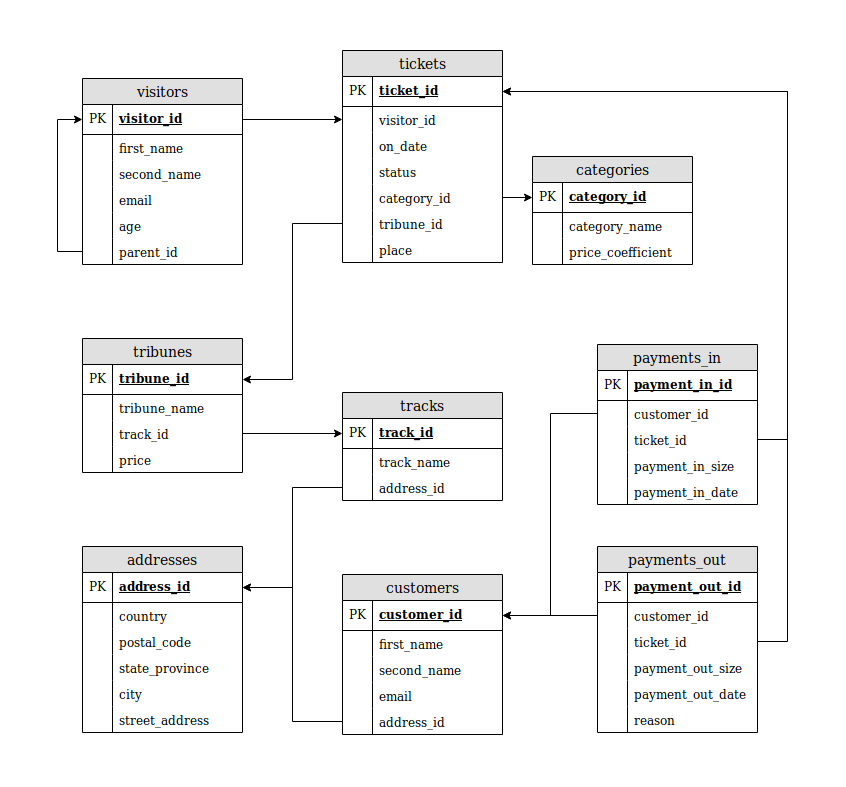 visitors
PK visitor_id
first_name
second_name
email
age
parent_id
tickets
PK ticket_id
visitor_id
on_date
status
category_id
tribune_id
place
categories
PK category_id
category_name
price_coefficient
tribunes
PK tribune_id
tribune_name
track_id
price
tracks
PK track_id
track_name
address_id
payments_in
PK payment_in_id
customer_id
ticket_id
payment_in_size
payment_in_date
addresses
PK address_id
country
postal_code
state_province
city
street_address
customers
PK customer_id
first_name
second_name
email
address_id
payments_out
PK payment_out_id
customer_id
ticket_id
payment_out_size
payment_out_date
reason